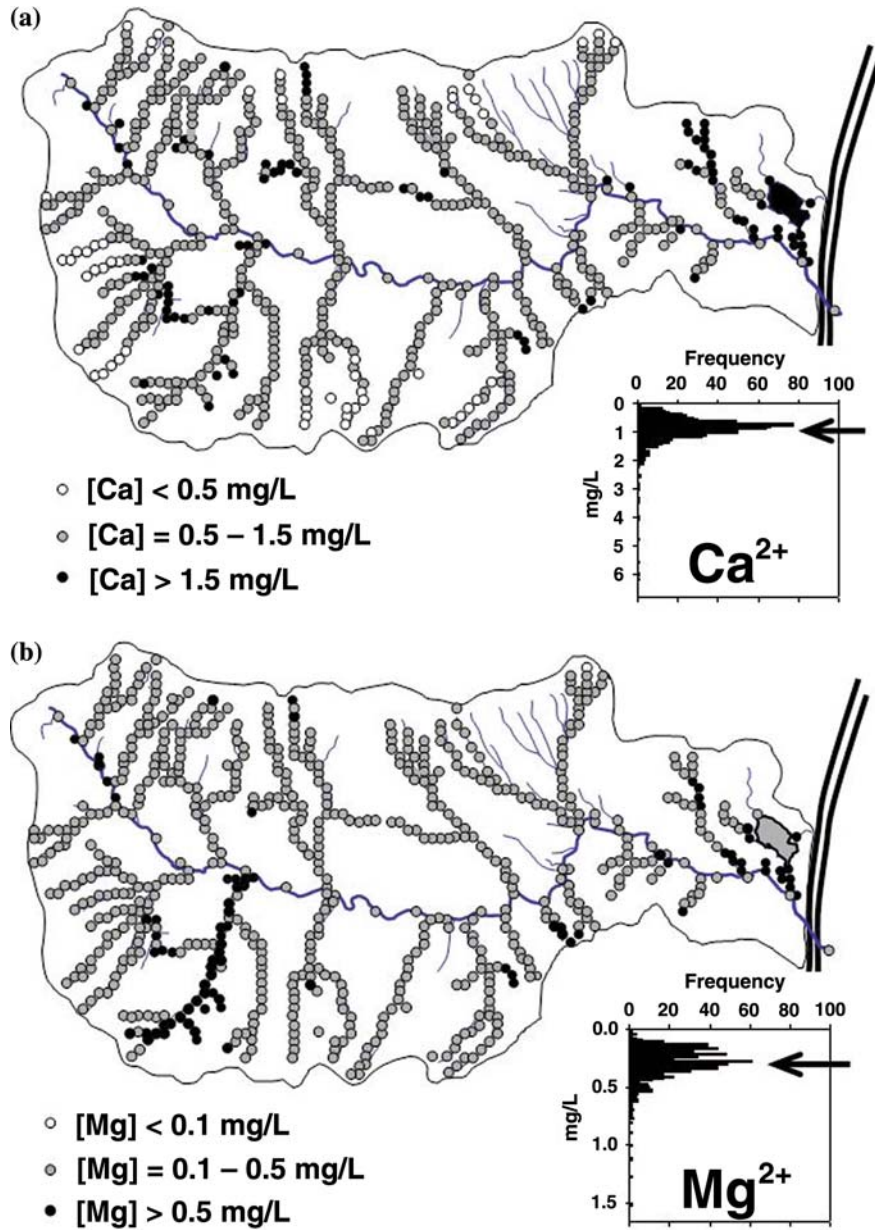 (a)
Frequency
0 20 40 60 80 100
0
1
2
3
4
5
6
mg/L
Ca2+
[Ca] < 0.5 mg/L
[Ca] = 0.5 – 1.5 mg/L
[Ca] > 1.5 mg/L
(b)
Frequency
0 20 40 60 80 100
0.0
0.5
1.0
1.5
mg/L
Mg2+
[Mg] < 0.1 mg/L
[Mg] = 0.1 – 0.5 mg/L
[Mg] > 0.5 mg/L